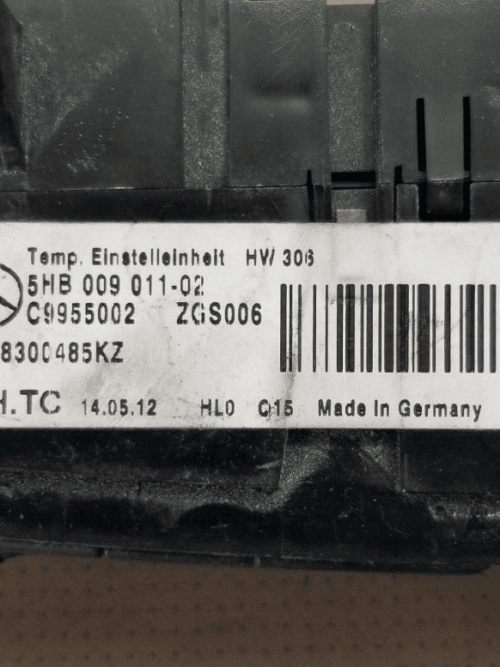 Temp. Einstelleinheit HW 306
5HB 009 011-02
C9955002 ZGS006
8300485KZ
H.TC 14.05.12 HL0 Q15 Made in Germany